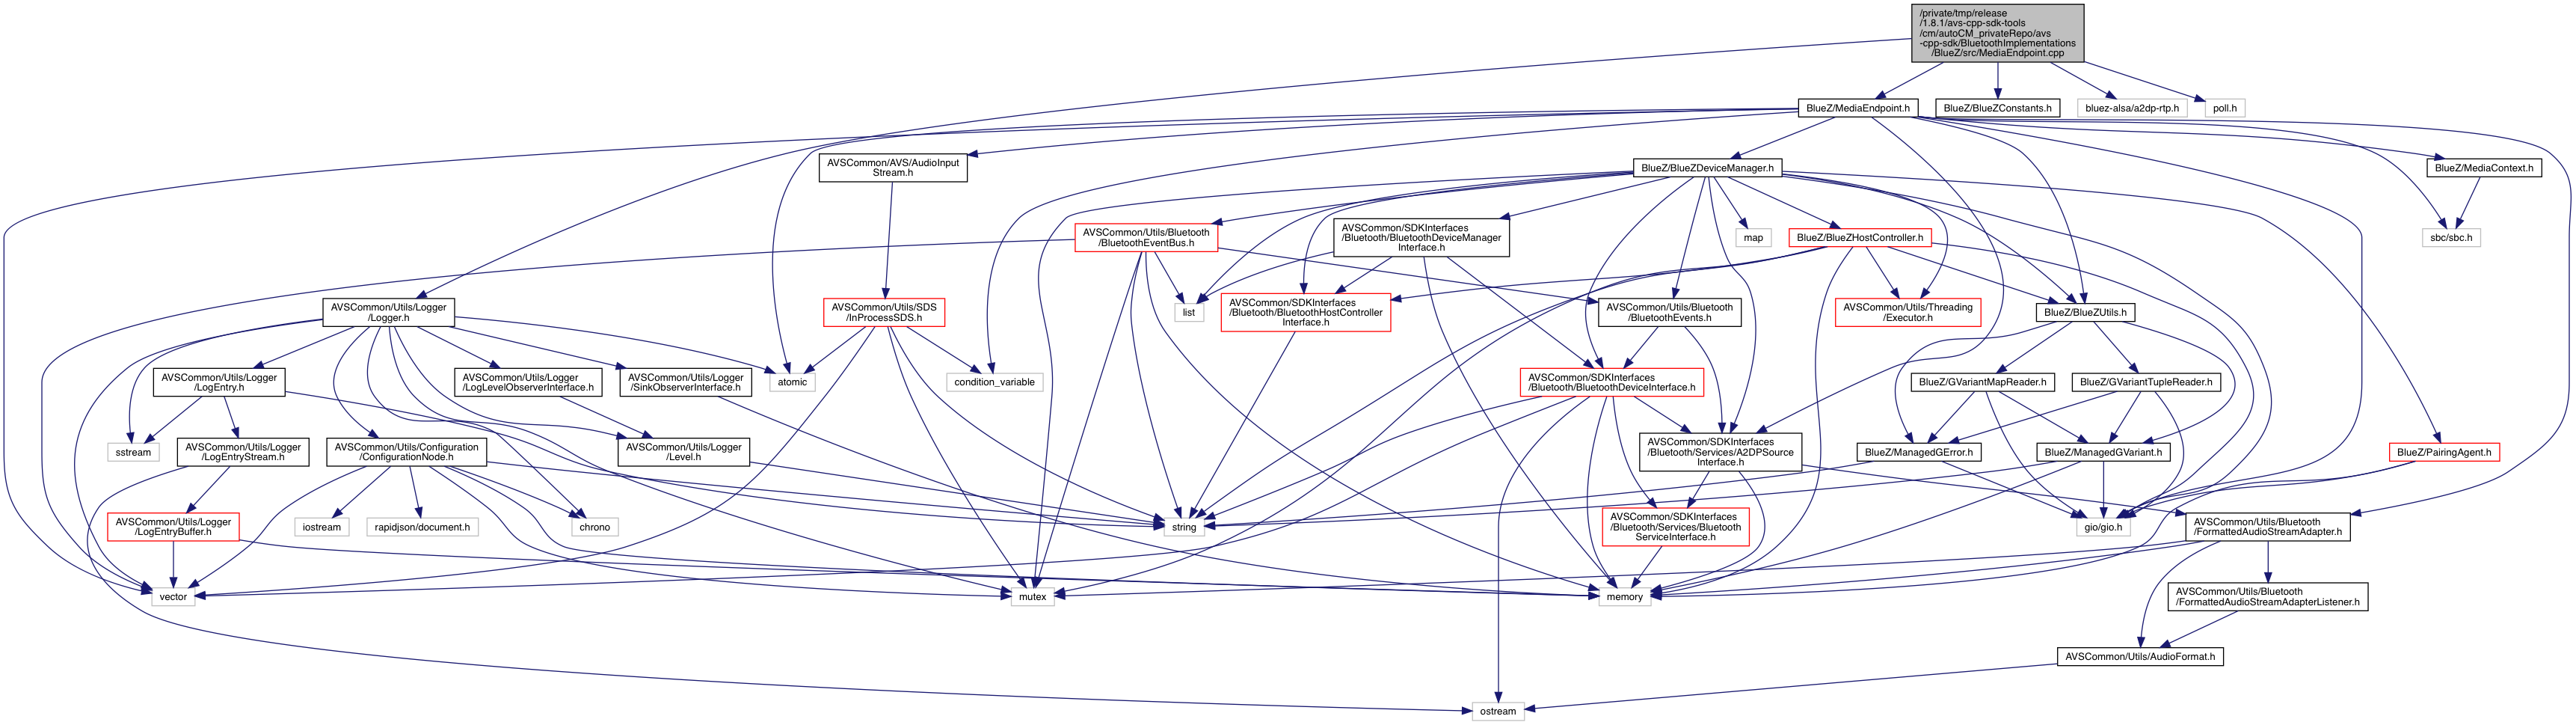 /private/tmp/release
/1.8.1/avs-cpp-sdk-tools
/cm/autoCM_privateRepo/avs
-cpp-sdk/BluetoothImplementations
/BlueZ/src/MediaEndpoint.cpp
BlueZ/MediaEndpoint.h
BlueZ/BlueZConstants.h
bluez-alsa/a2dp-rtp.h
poll.h
AVSCommon/AVS/AudioInput
Stream.h
BlueZ/BlueZDeviceManager.h
BlueZ/MediaContext.h
AVSCommon/Utils/Bluetooth
/BluetoothEventBus.h
AVSCommon/SDKInterfaces
/Bluetooth/BluetoothDeviceManager
Interface.h
map
BlueZ/BlueZHostController.h
sbc/sbc.h
AVSCommon/Utils/Logger
/Logger.h
AVSCommon/Utils/SDS
/InProcessSDS.h
list
AVSCommon/SDKInterfaces
/Bluetooth/BluetoothHostController
Interface.h
AVSCommon/Utils/Bluetooth
/BluetoothEvents.h
AVSCommon/Utils/Threading
/Executor.h
BlueZ/BlueZUtils.h
AVSCommon/Utils/Logger
/LogEntry.h
AVSCommon/Utils/Logger
/LogLevelObserverInterface.h
AVSCommon/Utils/Logger
/SinkObserverInterface.h
atomic
condition_variable
AVSCommon/SDKInterfaces
/Bluetooth/BluetoothDeviceInterface.h
BlueZ/GVariantMapReader.h
BlueZ/GVariantTupleReader.h
sstream
AVSCommon/Utils/Logger
/LogEntryStream.h
AVSCommon/Utils/Configuration
/ConfigurationNode.h
AVSCommon/Utils/Logger
/Level.h
AVSCommon/SDKInterfaces
/Bluetooth/Services/A2DPSource
Interface.h
BlueZ/ManagedGError.h
BlueZ/ManagedGVariant.h
BlueZ/PairingAgent.h
AVSCommon/Utils/Logger
/LogEntryBuffer.h
iostream
rapidjson/document.h
chrono
string
AVSCommon/SDKInterfaces
/Bluetooth/Services/Bluetooth
ServiceInterface.h
gio/gio.h
AVSCommon/Utils/Bluetooth
/FormattedAudioStreamAdapter.h
vector
mutex
memory
AVSCommon/Utils/Bluetooth
/FormattedAudioStreamAdapterListener.h
AVSCommon/Utils/AudioFormat.h
ostream